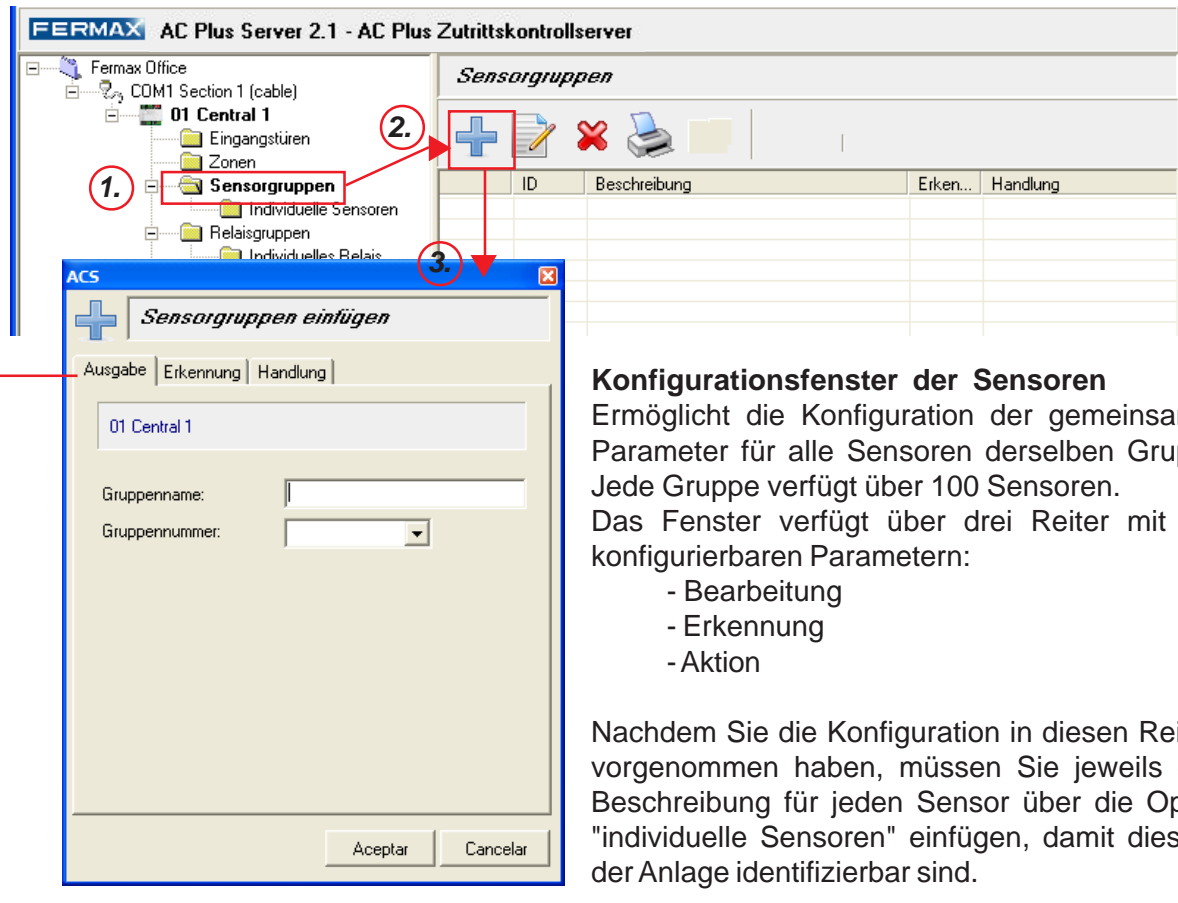 FERMAX AC Plus Server 2.1 - AC Plus Zutrittskontrollserver
Fermax Office
COM1 Section 1 (cable)
01 Central 1
Eingangstüren
Zonen
Sensorgruppen
Individuelle Sensoren
Relaisgruppen
Individuelles Relais
1.
2.
3.
Sensorgruppen
ID Beschreibung Erken... Handlung
ACS
Sensorgruppen einfügen
Ausgabe Erkennung Handlung
01 Central 1
Gruppenname:
Gruppennummer:
Aceptar Cancelar
Konfigurationsfenster der Sensoren
Ermöglicht die Konfiguration der gemeinsa
Parameter für alle Sensoren derselben Gru
Jede Gruppe verfügt über 100 Sensoren.
Das Fenster verfügt über drei Reiter mit
konfigurierbaren Parametern:
- Bearbeitung
- Erkennung
- Aktion
Nachdem Sie die Konfiguration in diesen Rei
vorgenommen haben, müssen Sie jeweils
Beschreibung für jeden Sensor über die Op
"individuelle Sensoren" einfügen, damit dies
der Anlage identifizierbar sind.